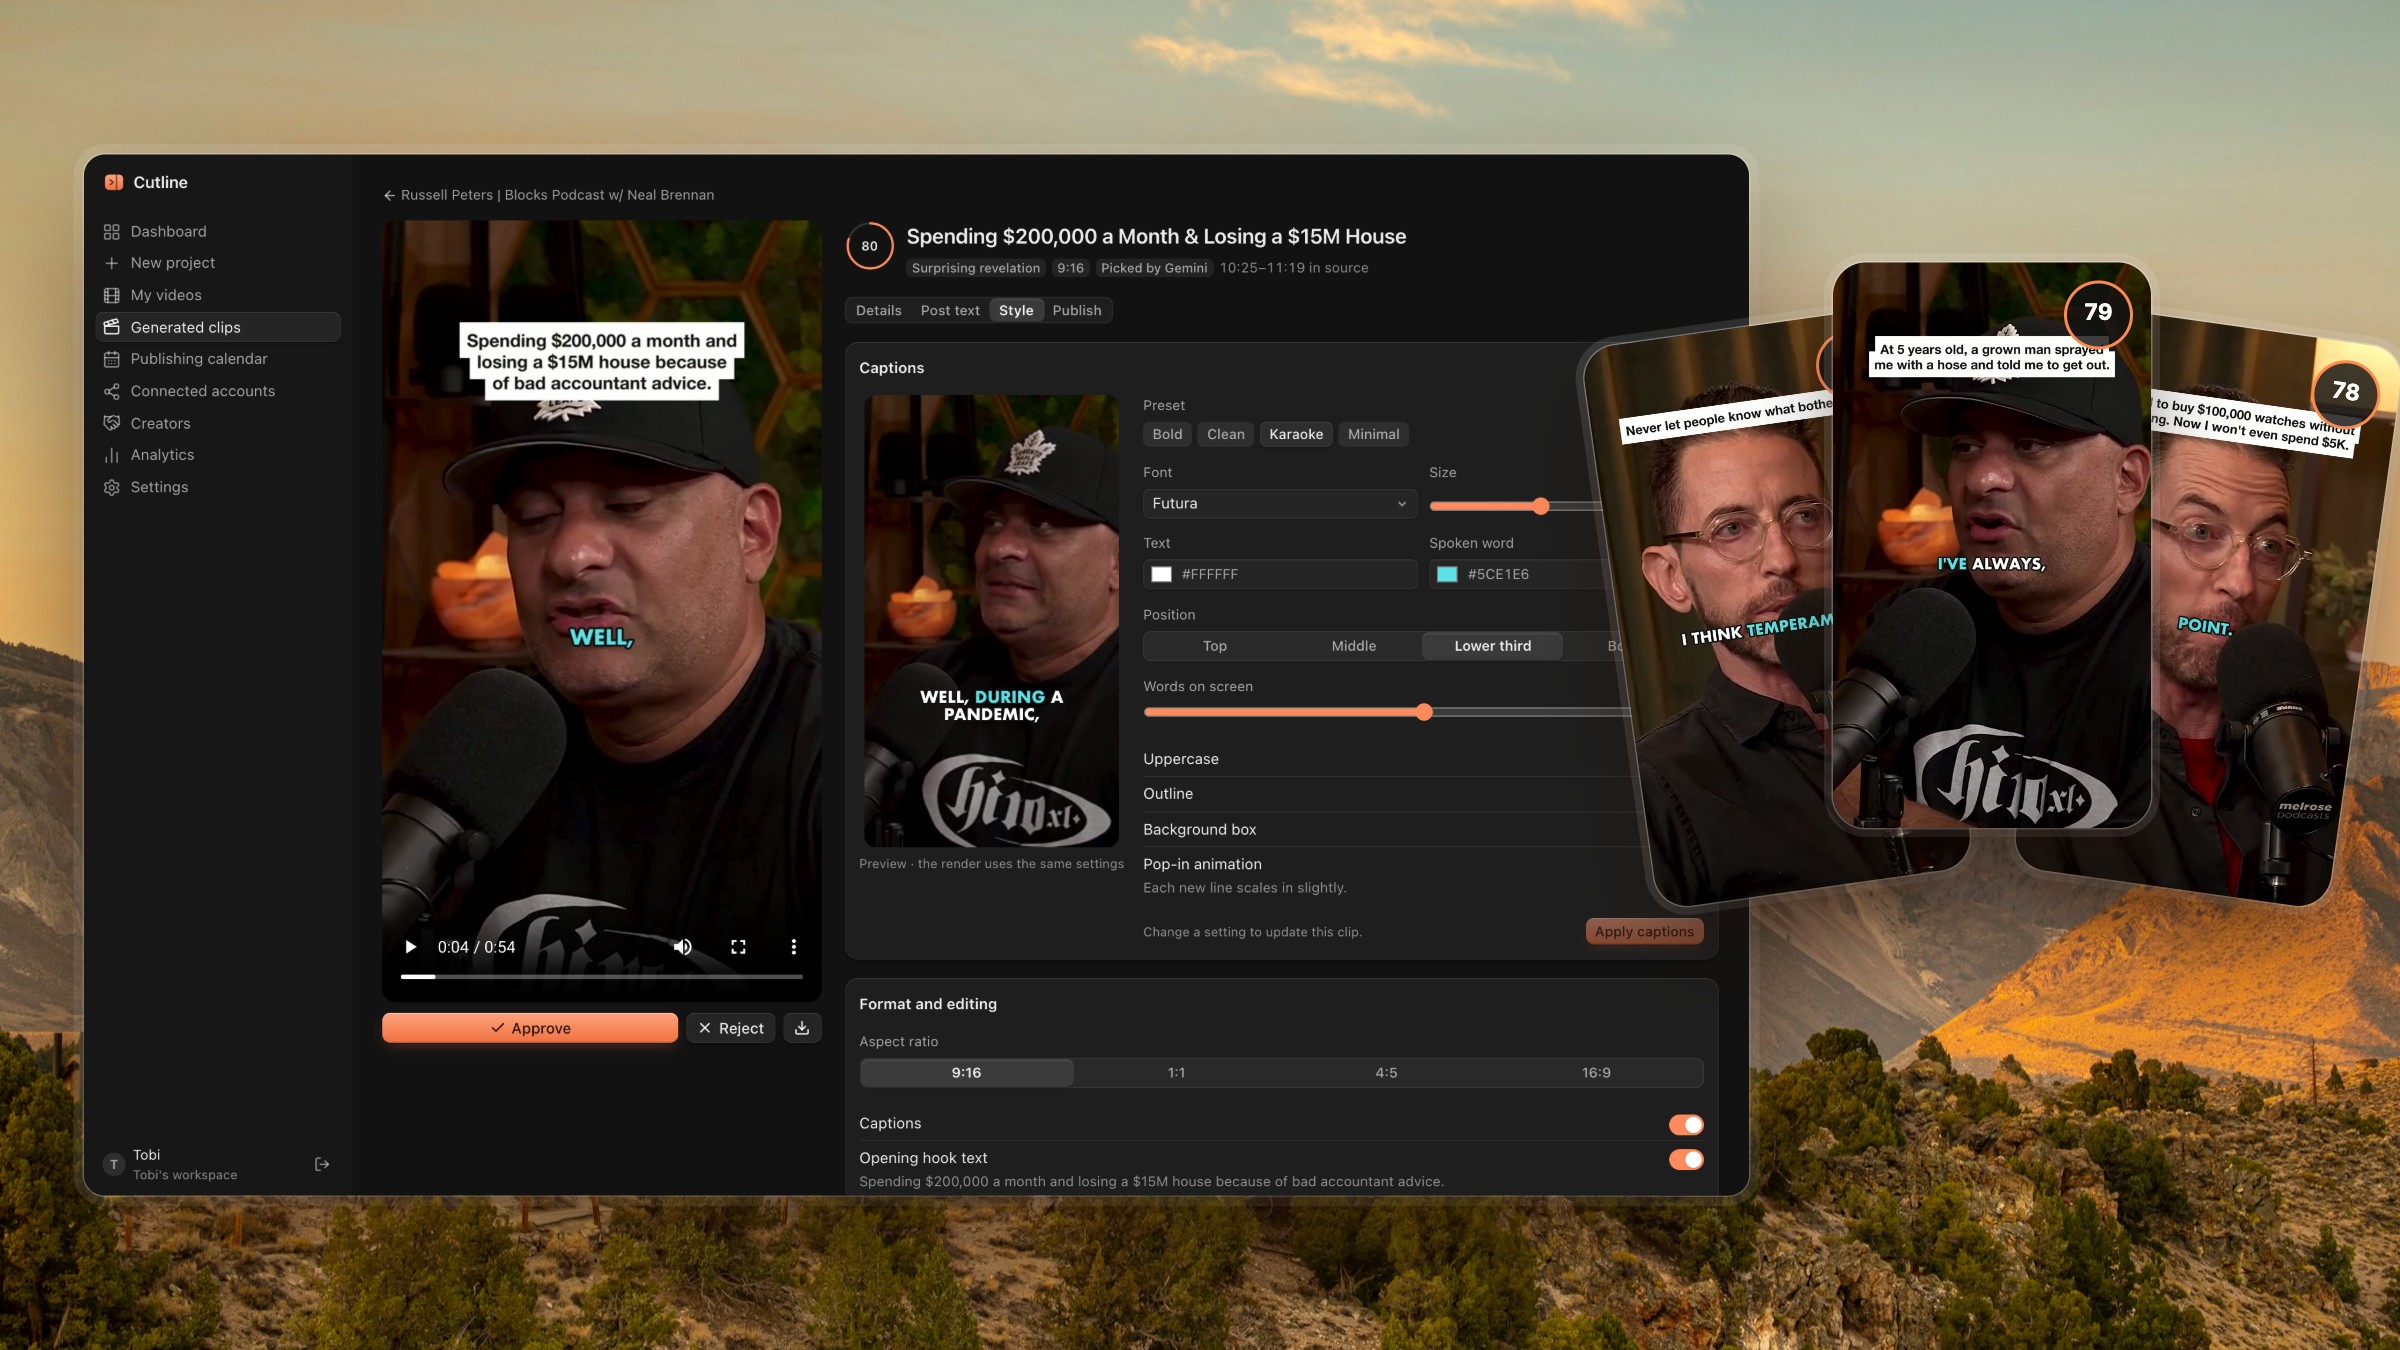 Cutline
Dashboard
New project
My videos
Generated clips
Publishing calendar
Connected accounts
Creators
Analytics
Settings
T
Tobi
Tobi's workspace
Russell Peters | Blocks Podcast w/ Neal Brennan
Spending $200,000 a month and
losing a $15M house because
of bad accountant advice.
WELL,
0:04 / 0:54
Approve
Reject
80
Spending $200,000 a Month & Losing a $15M House
Surprising revelation 9:16 Picked by Gemini 10:25–11:19 in source
Details Post text Style Publish
Captions
WELL, DURING A
PANDEMIC,
Preview · the render uses the same settings
Preset
Bold Clean Karaoke Minimal
Font
Futura
Size
Text
#FFFFFF
Spoken word
#5CE1E6
Position
Top Middle Lower third
Words on screen
Uppercase
Outline
Background box
Pop-in animation
Each new line scales in slightly.
Change a setting to update this clip.
Apply captions
Format and editing
Aspect ratio
9:16 1:1 4:5 16:9
Captions
Opening hook text
Spending $200,000 a month and losing a $15M house because of bad accountant advice.
Never let people know what bothe
I THINK TEMPERAM
79
At 5 years old, a grown man sprayed
me with a hose and told me to get out.
I'VE ALWAYS,
78
to buy $100,000 watches without
ng. Now I won't even spend $5K.
POINT.
melrose
podcasts